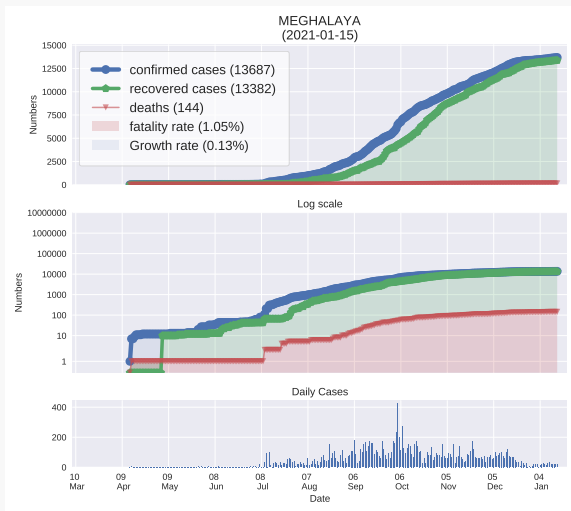 MEGHALAYA
(2021-01-15)
15000
12500
10000
7500
5000
2500
0
Numbers
confirmed cases (13687)
recovered cases (13382)
deaths (144)
fatality rate (1.05%)
Growth rate (0.13%)
Log scale
10000000
1000000
100000
10000
1000
100
10
1
Numbers
Daily Cases
400
200
0
10 09 09 08 08 07 06 06 05 05 04
Mar Apr May Jun Jul Aug Sep Oct Nov Dec Jan
Date